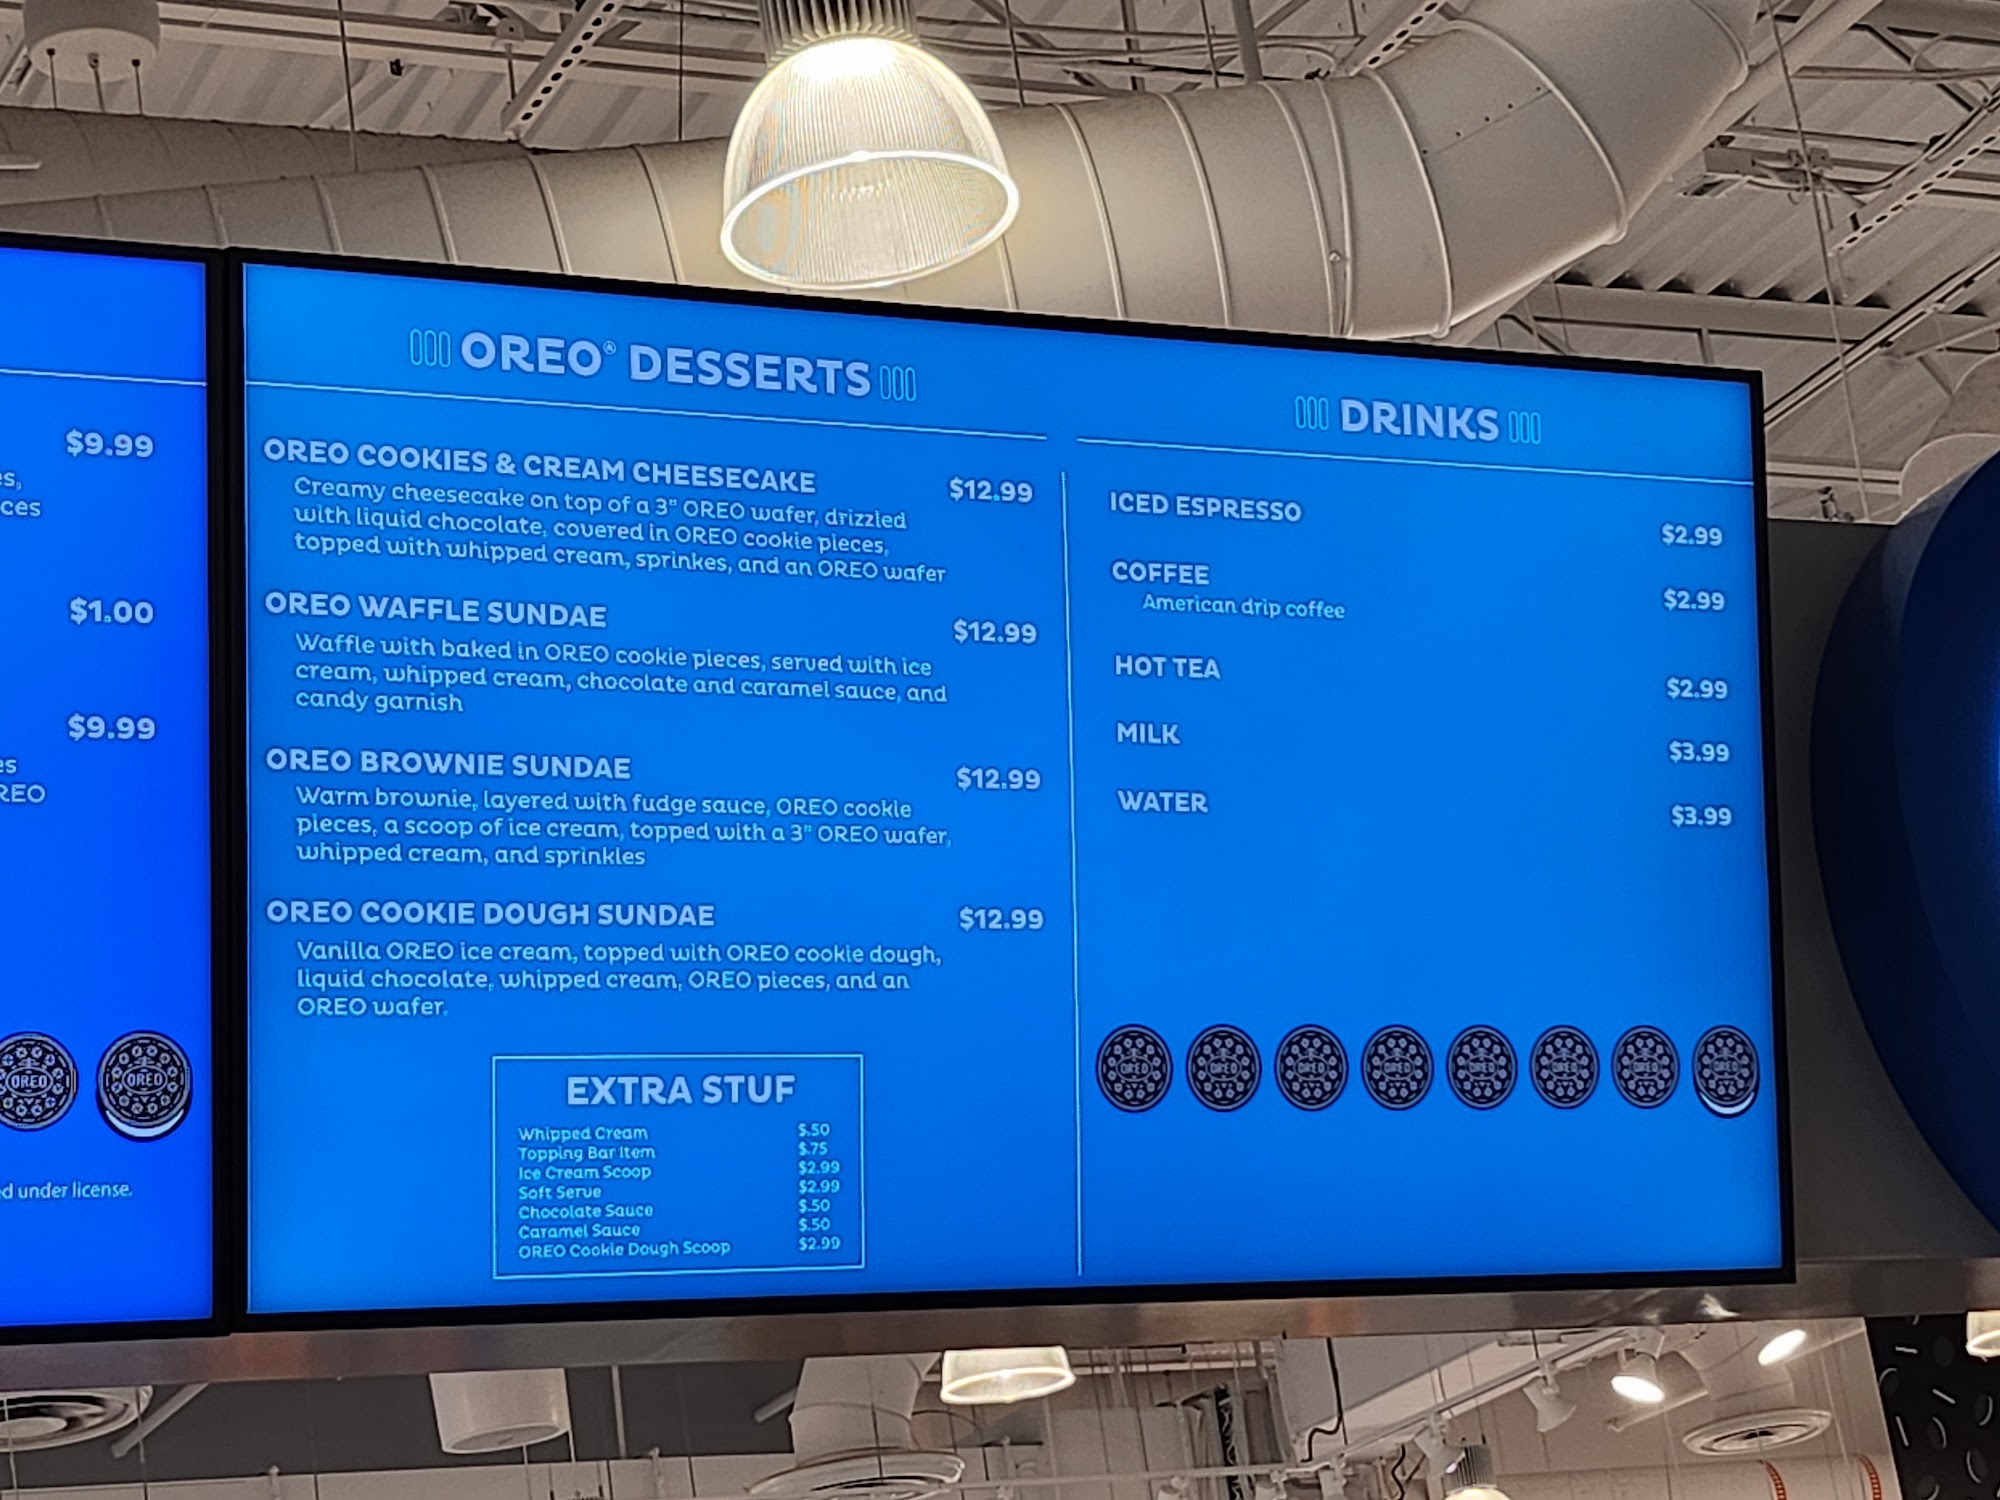 $9.99
es,
ces
$1.00
$9.99
es
REO
OREO
OREO
ed under license.
OREO® DESSERTS
OREO COOKIES & CREAM CHEESECAKE $12.99
Creamy cheesecake on top of a 3" OREO wafer, drizzled
with liquid chocolate, covered in OREO cookie pieces,
topped with whipped cream, sprinkes, and an OREO wafer
OREO WAFFLE SUNDAE $12.99
Waffle with baked in OREO cookie pieces, served with ice
cream, whipped cream, chocolate and caramel sauce, and
candy garnish
OREO BROWNIE SUNDAE $12.99
Warm brownie, layered with fudge sauce, OREO cookie
pieces, a scoop of ice cream, topped with a 3" OREO wafer,
whipped cream, and sprinkles
OREO COOKIE DOUGH SUNDAE $12.99
Vanilla OREO ice cream, topped with OREO cookie dough,
liquid chocolate, whipped cream, OREO pieces, and an
OREO wafer.
EXTRA STUF
Whipped Cream $.50
Topping Bar Item $.75
Ice Cream Scoop $2.99
Soft Serve $2.99
Chocolate Sauce $.50
Caramel Sauce $.50
OREO Cookie Dough Scoop $2.99
DRINKS
ICED ESPRESSO $2.99
COFFEE $2.99
American drip coffee
HOT TEA $2.99
MILK $3.99
WATER $3.99
OREO OREO OREO OREO OREO OREO OREO OREO